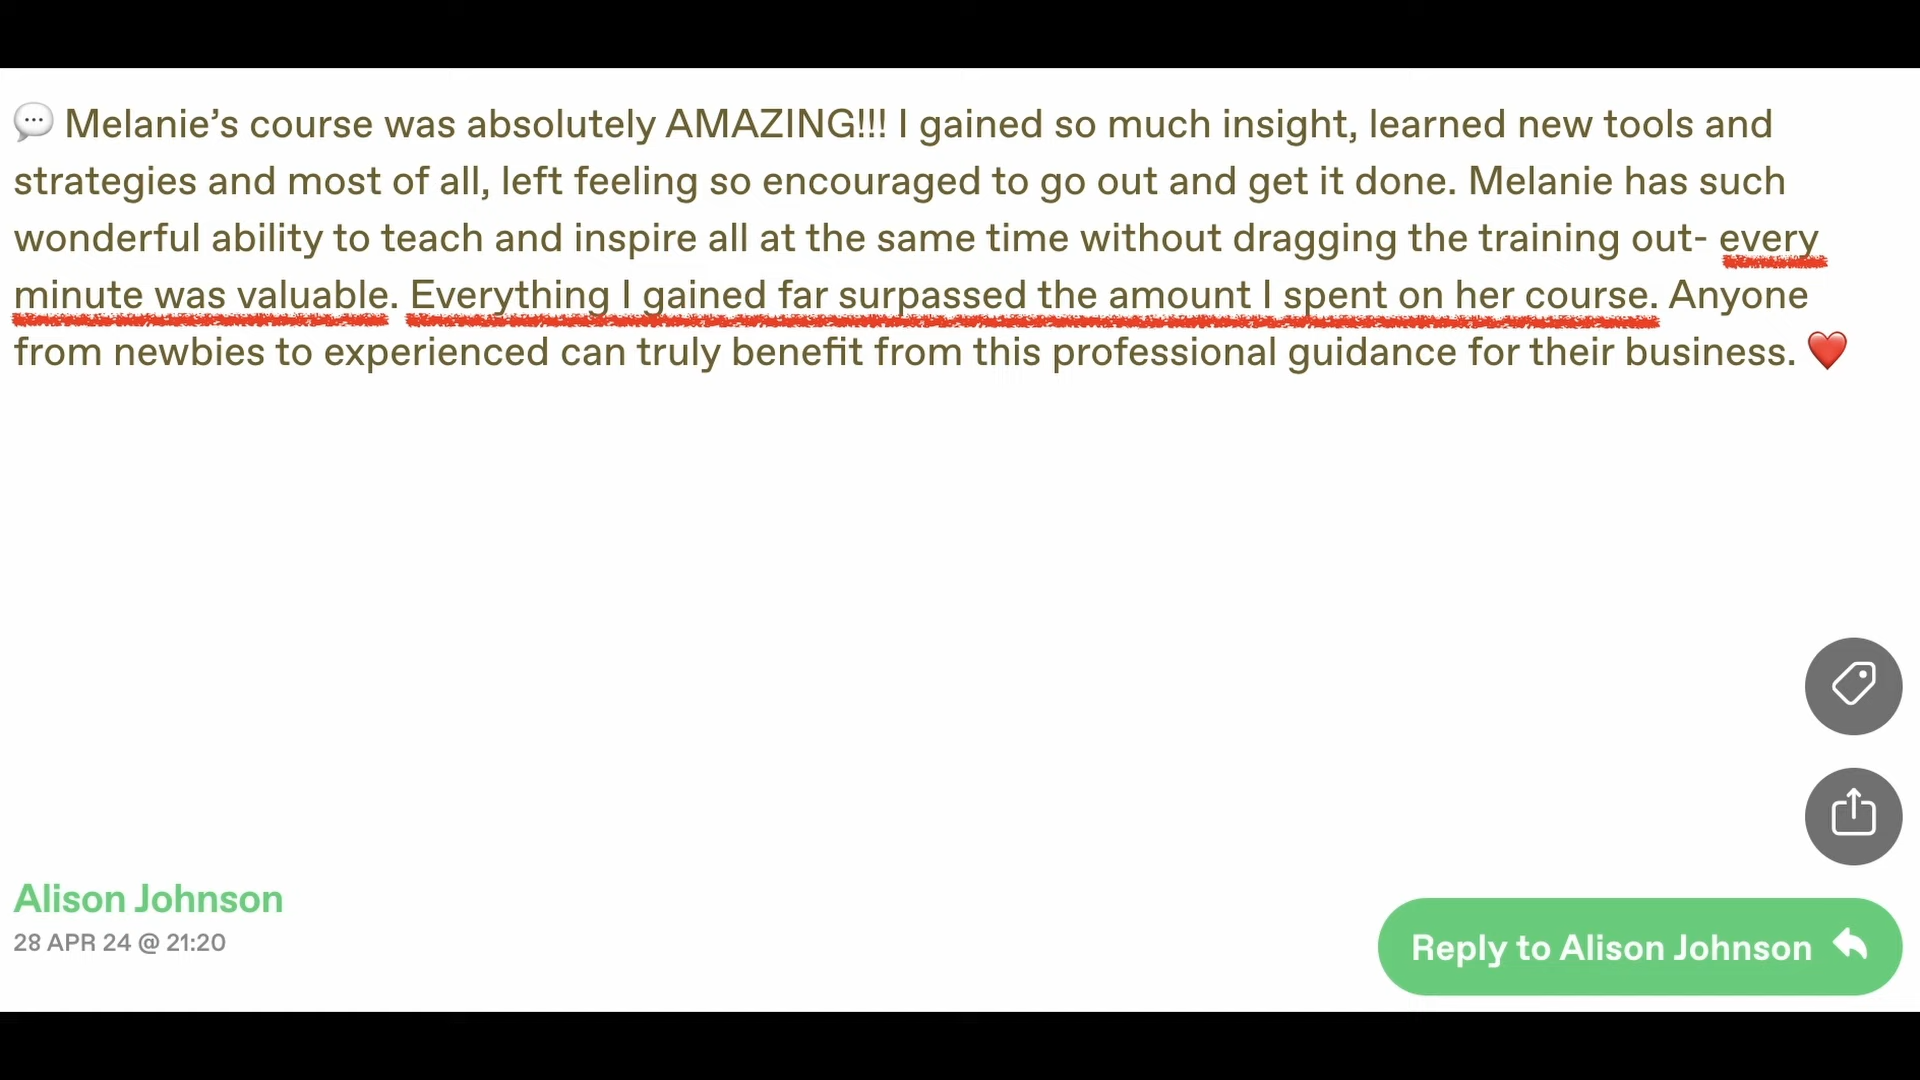 💬 Melanie’s course was absolutely AMAZING!!! I gained so much insight, learned new tools and
strategies and most of all, left feeling so encouraged to go out and get it done. Melanie has such
wonderful ability to teach and inspire all at the same time without dragging the training out- every
minute was valuable. Everything I gained far surpassed the amount I spent on her course. Anyone
from newbies to experienced can truly benefit from this professional guidance for their business. ❤️
Alison Johnson
28 APR 24 @ 21:20
Reply to Alison Johnson